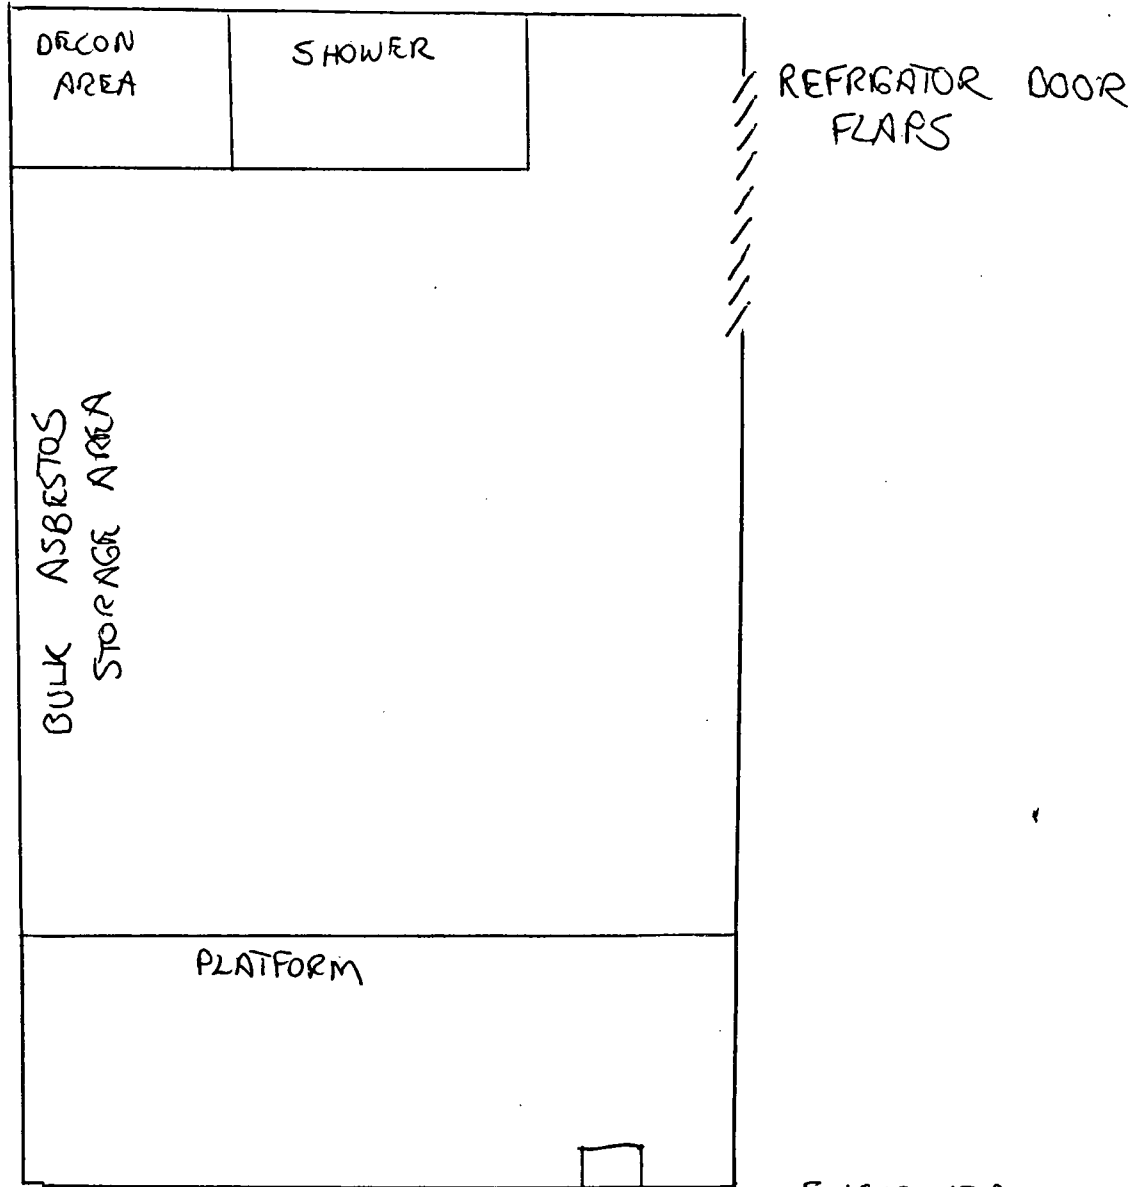 DECON
AREA
SHOWER
REFRIGATOR DOOR
FLAPS
BULK ASBESTOS
STORAGE AREA
PLATFORM